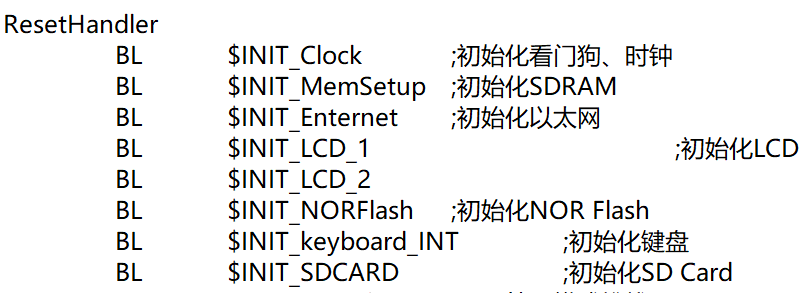 ResetHandler
BL $INIT_Clock ;初始化看门狗、时钟
BL $INIT_MemSetup ;初始化SDRAM
BL $INIT_Enternet ;初始化以太网
BL $INIT_LCD_1 ;初始化LCD
BL $INIT_LCD_2
BL $INIT_NORFlash ;初始化NOR Flash
BL $INIT_keyboard_INT ;初始化键盘
BL $INIT_SDCARD ;初始化SD Card